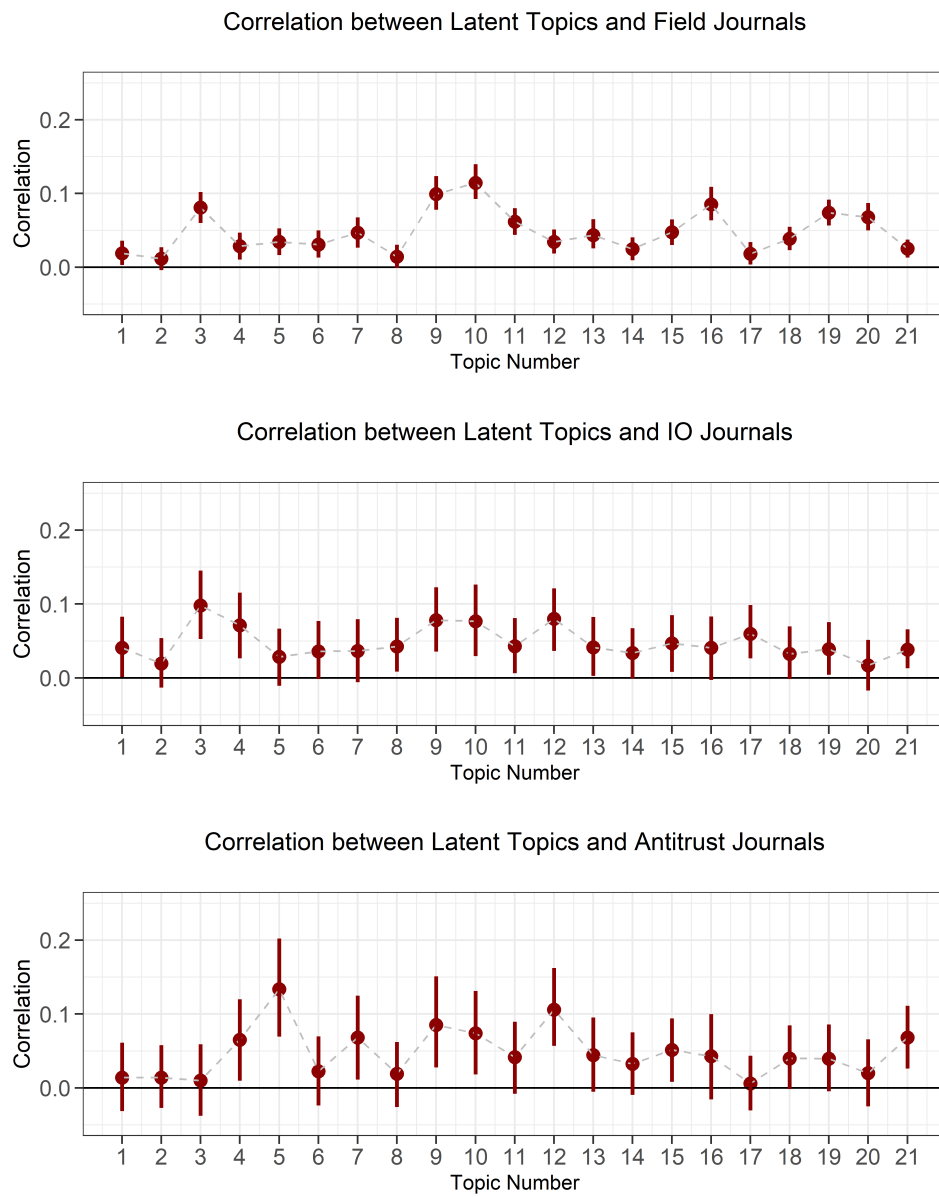 Correlation between Latent Topics and Field Journals
0.2
0.1
0.0
Correlation
1 2 3 4 5 6 7 8 9 10 11 12 13 14 15 16 17 18 19 20 21
Topic Number
Correlation between Latent Topics and IO Journals
0.2
0.1
0.0
Correlation
1 2 3 4 5 6 7 8 9 10 11 12 13 14 15 16 17 18 19 20 21
Topic Number
Correlation between Latent Topics and Antitrust Journals
0.2
0.1
0.0
Correlation
1 2 3 4 5 6 7 8 9 10 11 12 13 14 15 16 17 18 19 20 21
Topic Number